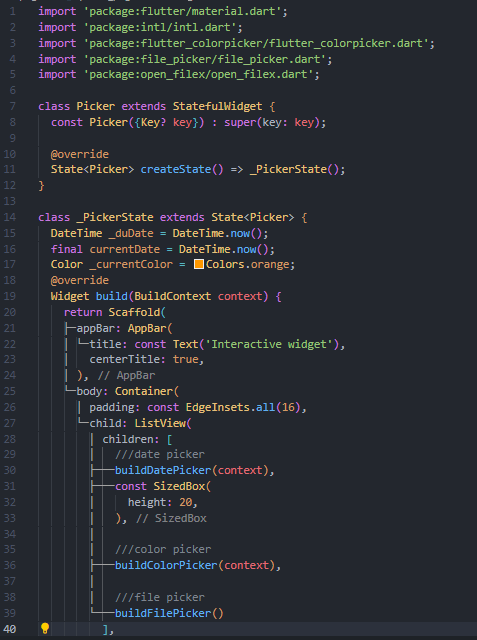 1 import 'package:flutter/material.dart';
2 import 'package:intl/intl.dart';
3 import 'package:flutter_colorpicker/flutter_colorpicker.dart';
4 import 'package:file_picker/file_picker.dart';
5 import 'package:open_filex/open_filex.dart';
6
7 class Picker extends StatefulWidget {
8   const Picker({Key? key}) : super(key: key);
9
10   @override
11   State<Picker> createState() => _PickerState();
12 }
13
14 class _PickerState extends State<Picker> {
15   DateTime _duDate = DateTime.now();
16   final currentDate = DateTime.now();
17   Color _currentColor = Colors.orange;
18   @override
19   Widget build(BuildContext context) {
20     return Scaffold(
21       appBar: AppBar(
22         title: const Text('Interactive widget'),
23         centerTitle: true,
24       ), // AppBar
25       body: Container(
26         padding: const EdgeInsets.all(16),
27         child: ListView(
28           children: [
29             ///date picker
30             buildDatePicker(context),
31             const SizedBox(
32               height: 20,
33             ), // SizedBox
34
35             ///color picker
36             buildColorPicker(context),
37
38             ///file picker
39             buildFilePicker()
40           ],